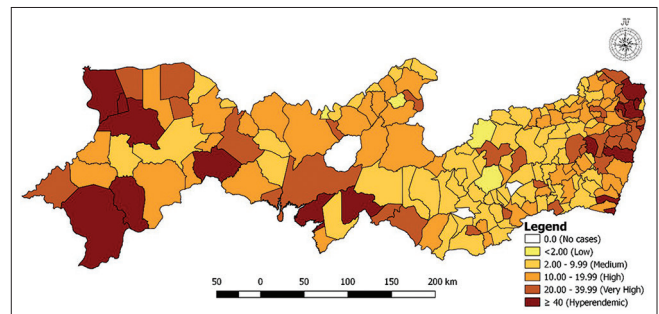 Legend
0.0 (No cases)
<2.00 (Low)
2.00 - 9.99 (Medium)
10.00 - 19.99 (High)
20.00 - 39.99 (Very High)
≥ 40 (Hyperendemic)
50 0 50 100 150 200 km